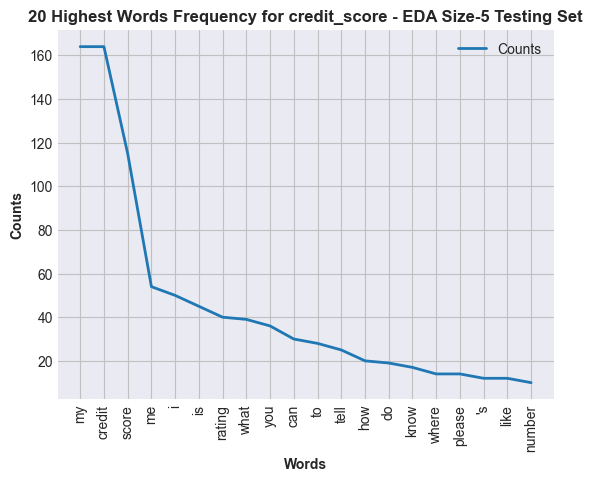 20 Highest Words Frequency for credit_score - EDA Size-5 Testing Set
Counts
160
140
120
100
80
60
40
20
Counts
my
credit
score
me
i
is
rating
what
you
can
to
tell
how
do
know
where
please
's
like
number
Words